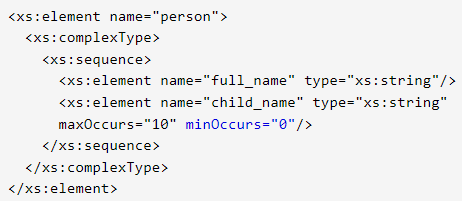 <xs:element name="person">
<xs:complexType>
<xs:sequence>
<xs:element name="full_name" type="xs:string"/>
<xs:element name="child_name" type="xs:string"
maxOccurs="10" minOccurs="0"/>
</xs:sequence>
</xs:complexType>
</xs:element>